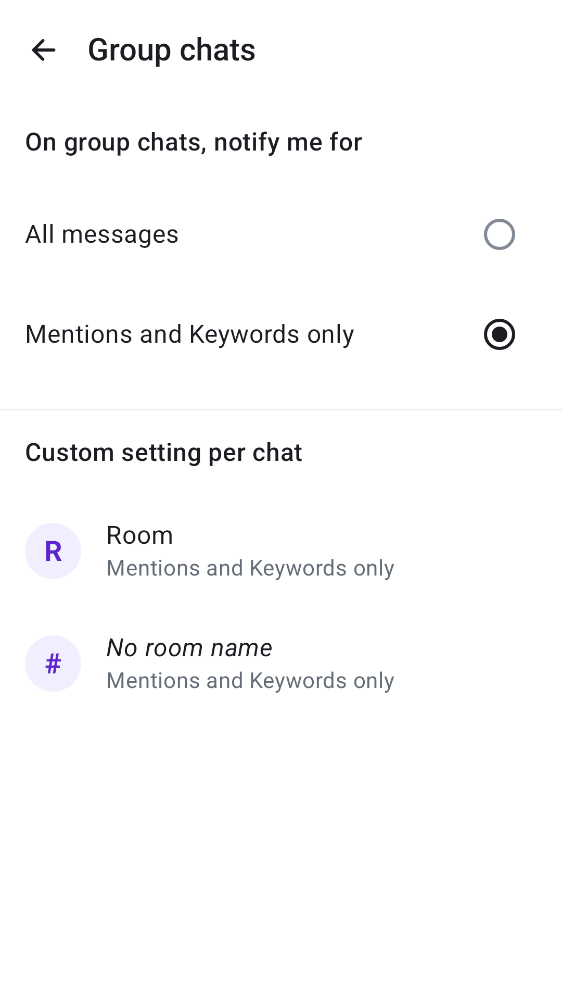 Group chats
On group chats, notify me for
All messages
Mentions and Keywords only
Custom setting per chat
R
Room
Mentions and Keywords only
#
No room name
Mentions and Keywords only